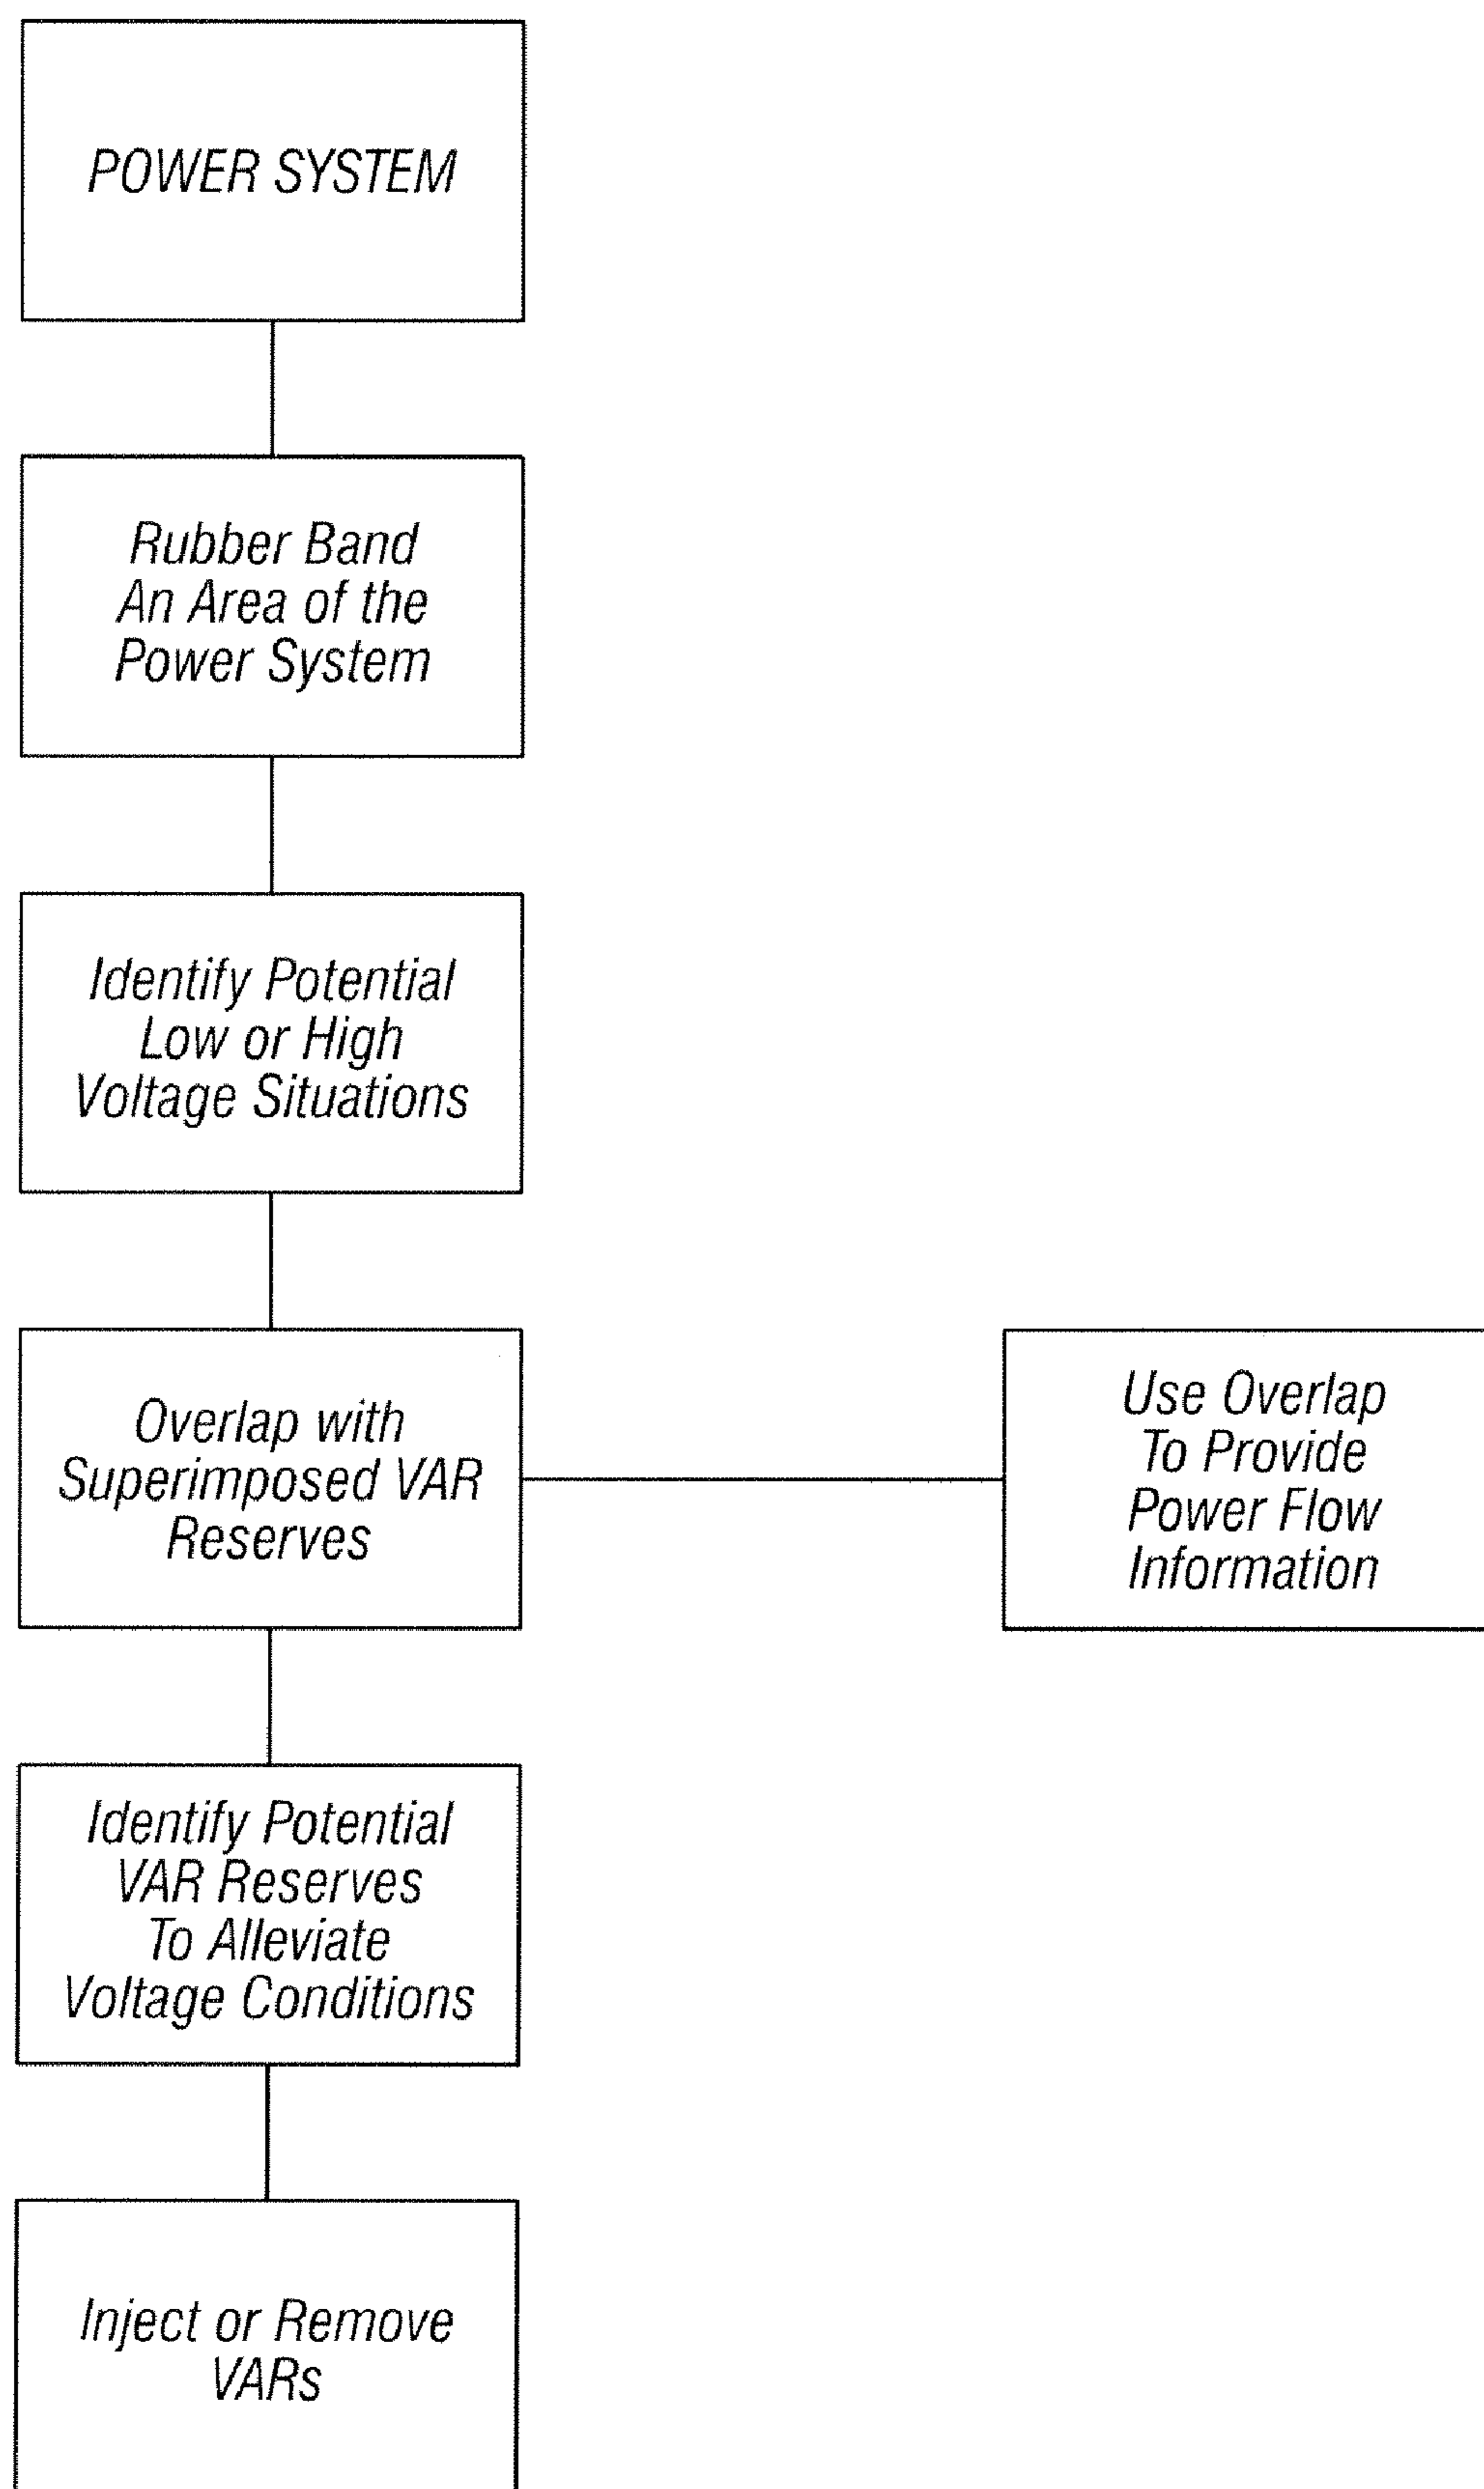 POWER SYSTEM
Rubber Band
An Area of the
Power System
Identify Potential
Low or High
Voltage Situations
Overlap with
Superimposed VAR
Reserves
Use Overlap
To Provide
Power Flow
Information
Identify Potential
VAR Reserves
To Alleviate
Voltage Conditions
Inject or Remove
VARs